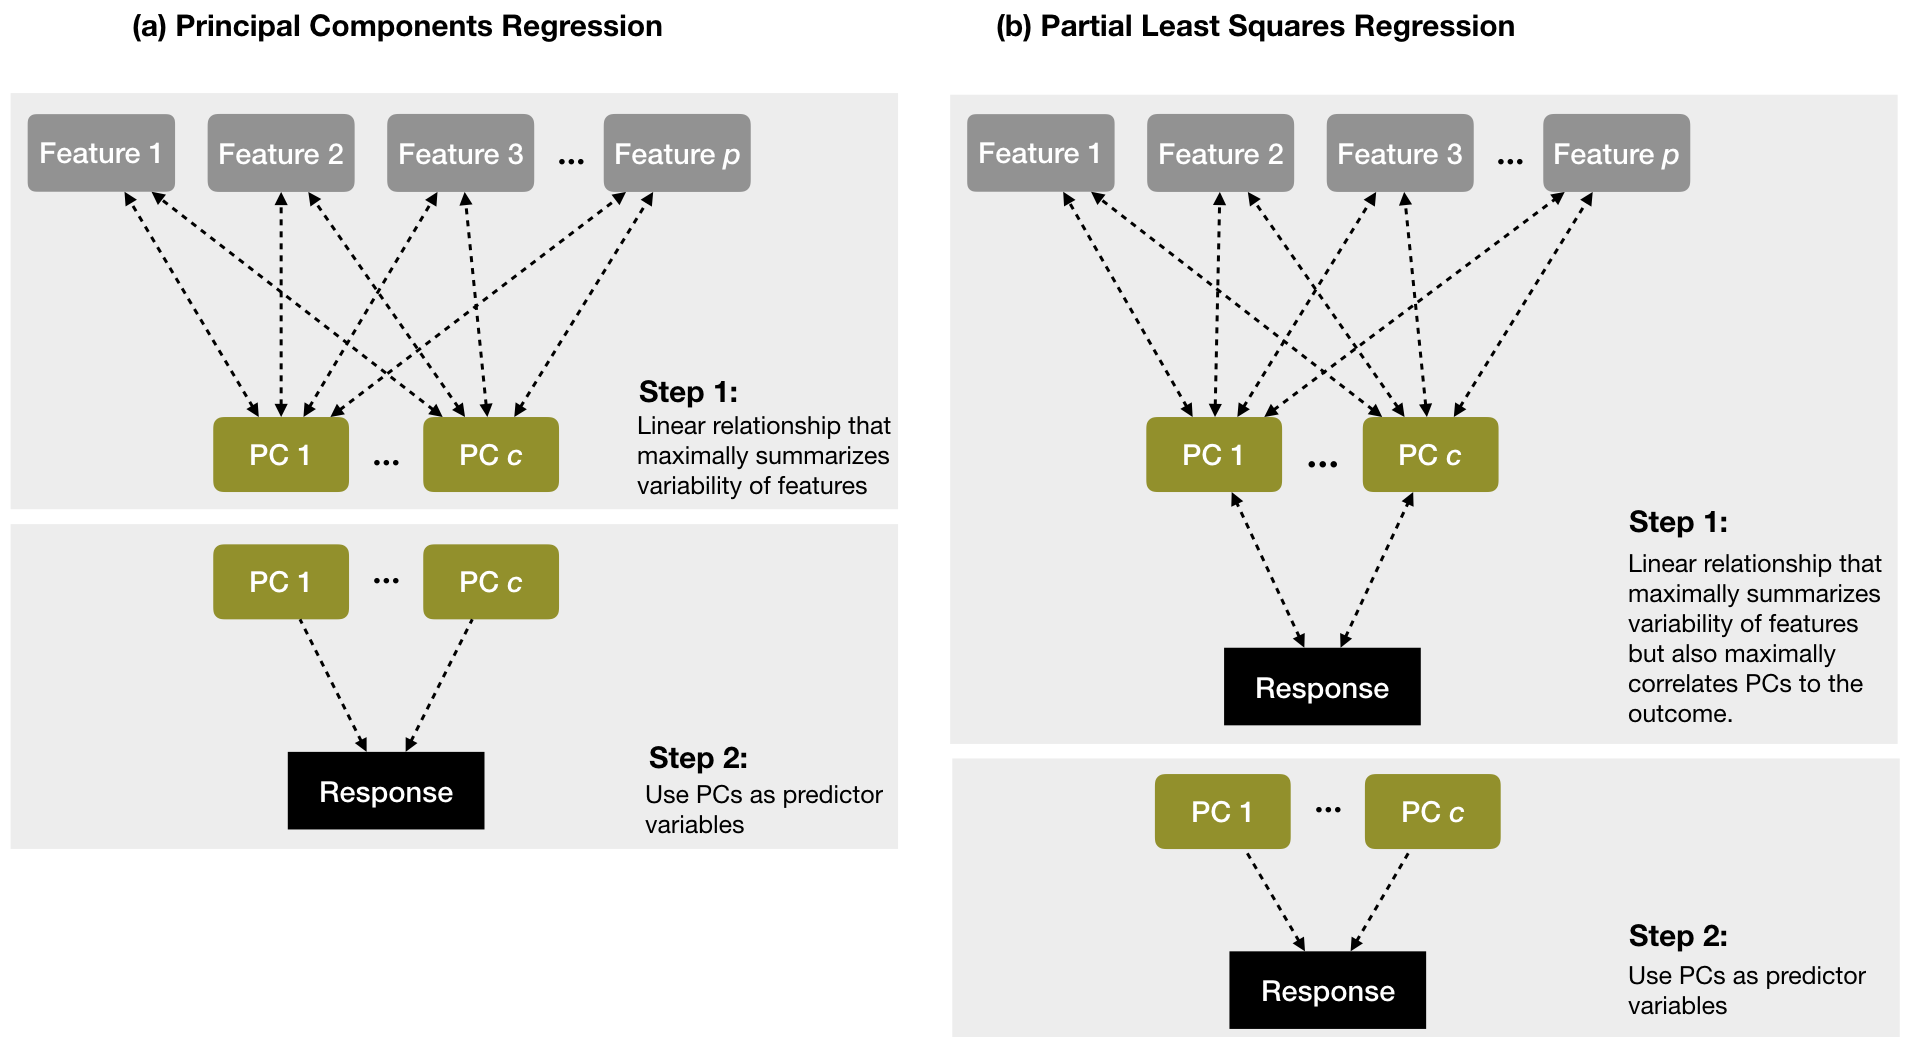 (a) Principal Components Regression
Feature 1
Feature 2
Feature 3
...
Feature p
PC 1
...
PC c
Step 1:
Linear relationship that
maximally summarizes
variability of features
PC 1
...
PC c
Response
Step 2:
Use PCs as predictor
variables
(b) Partial Least Squares Regression
Feature 1
Feature 2
Feature 3
...
Feature p
PC 1
...
PC c
Response
Step 1:
Linear relationship that
maximally summarizes
variability of features
but also maximally
correlates PCs to the
outcome.
PC 1
...
PC c
Response
Step 2:
Use PCs as predictor
variables